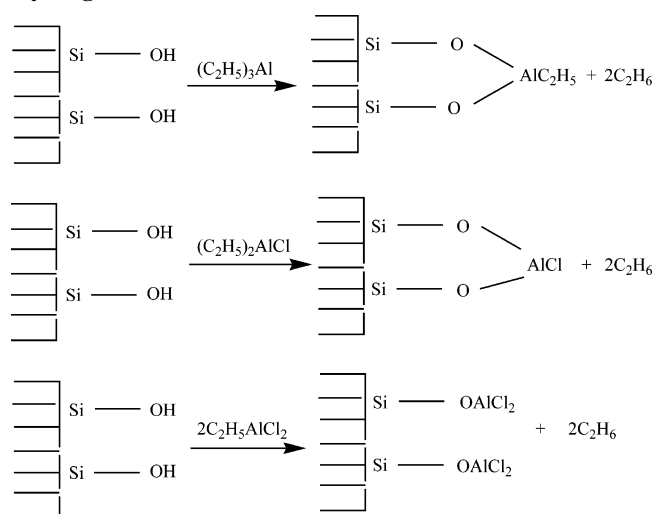 Si — OH
(C₂H₅)₃Al
Si — O
AlC₂H₅ + 2C₂H₆
Si — OH
Si — O
Si — OH
(C₂H₅)₂AlCl
Si — O
AlCl + 2C₂H₆
Si — OH
Si — O
Si — OH
2C₂H₅AlCl₂
Si — OAlCl₂
+ 2C₂H₆
Si — OH
Si — OAlCl₂